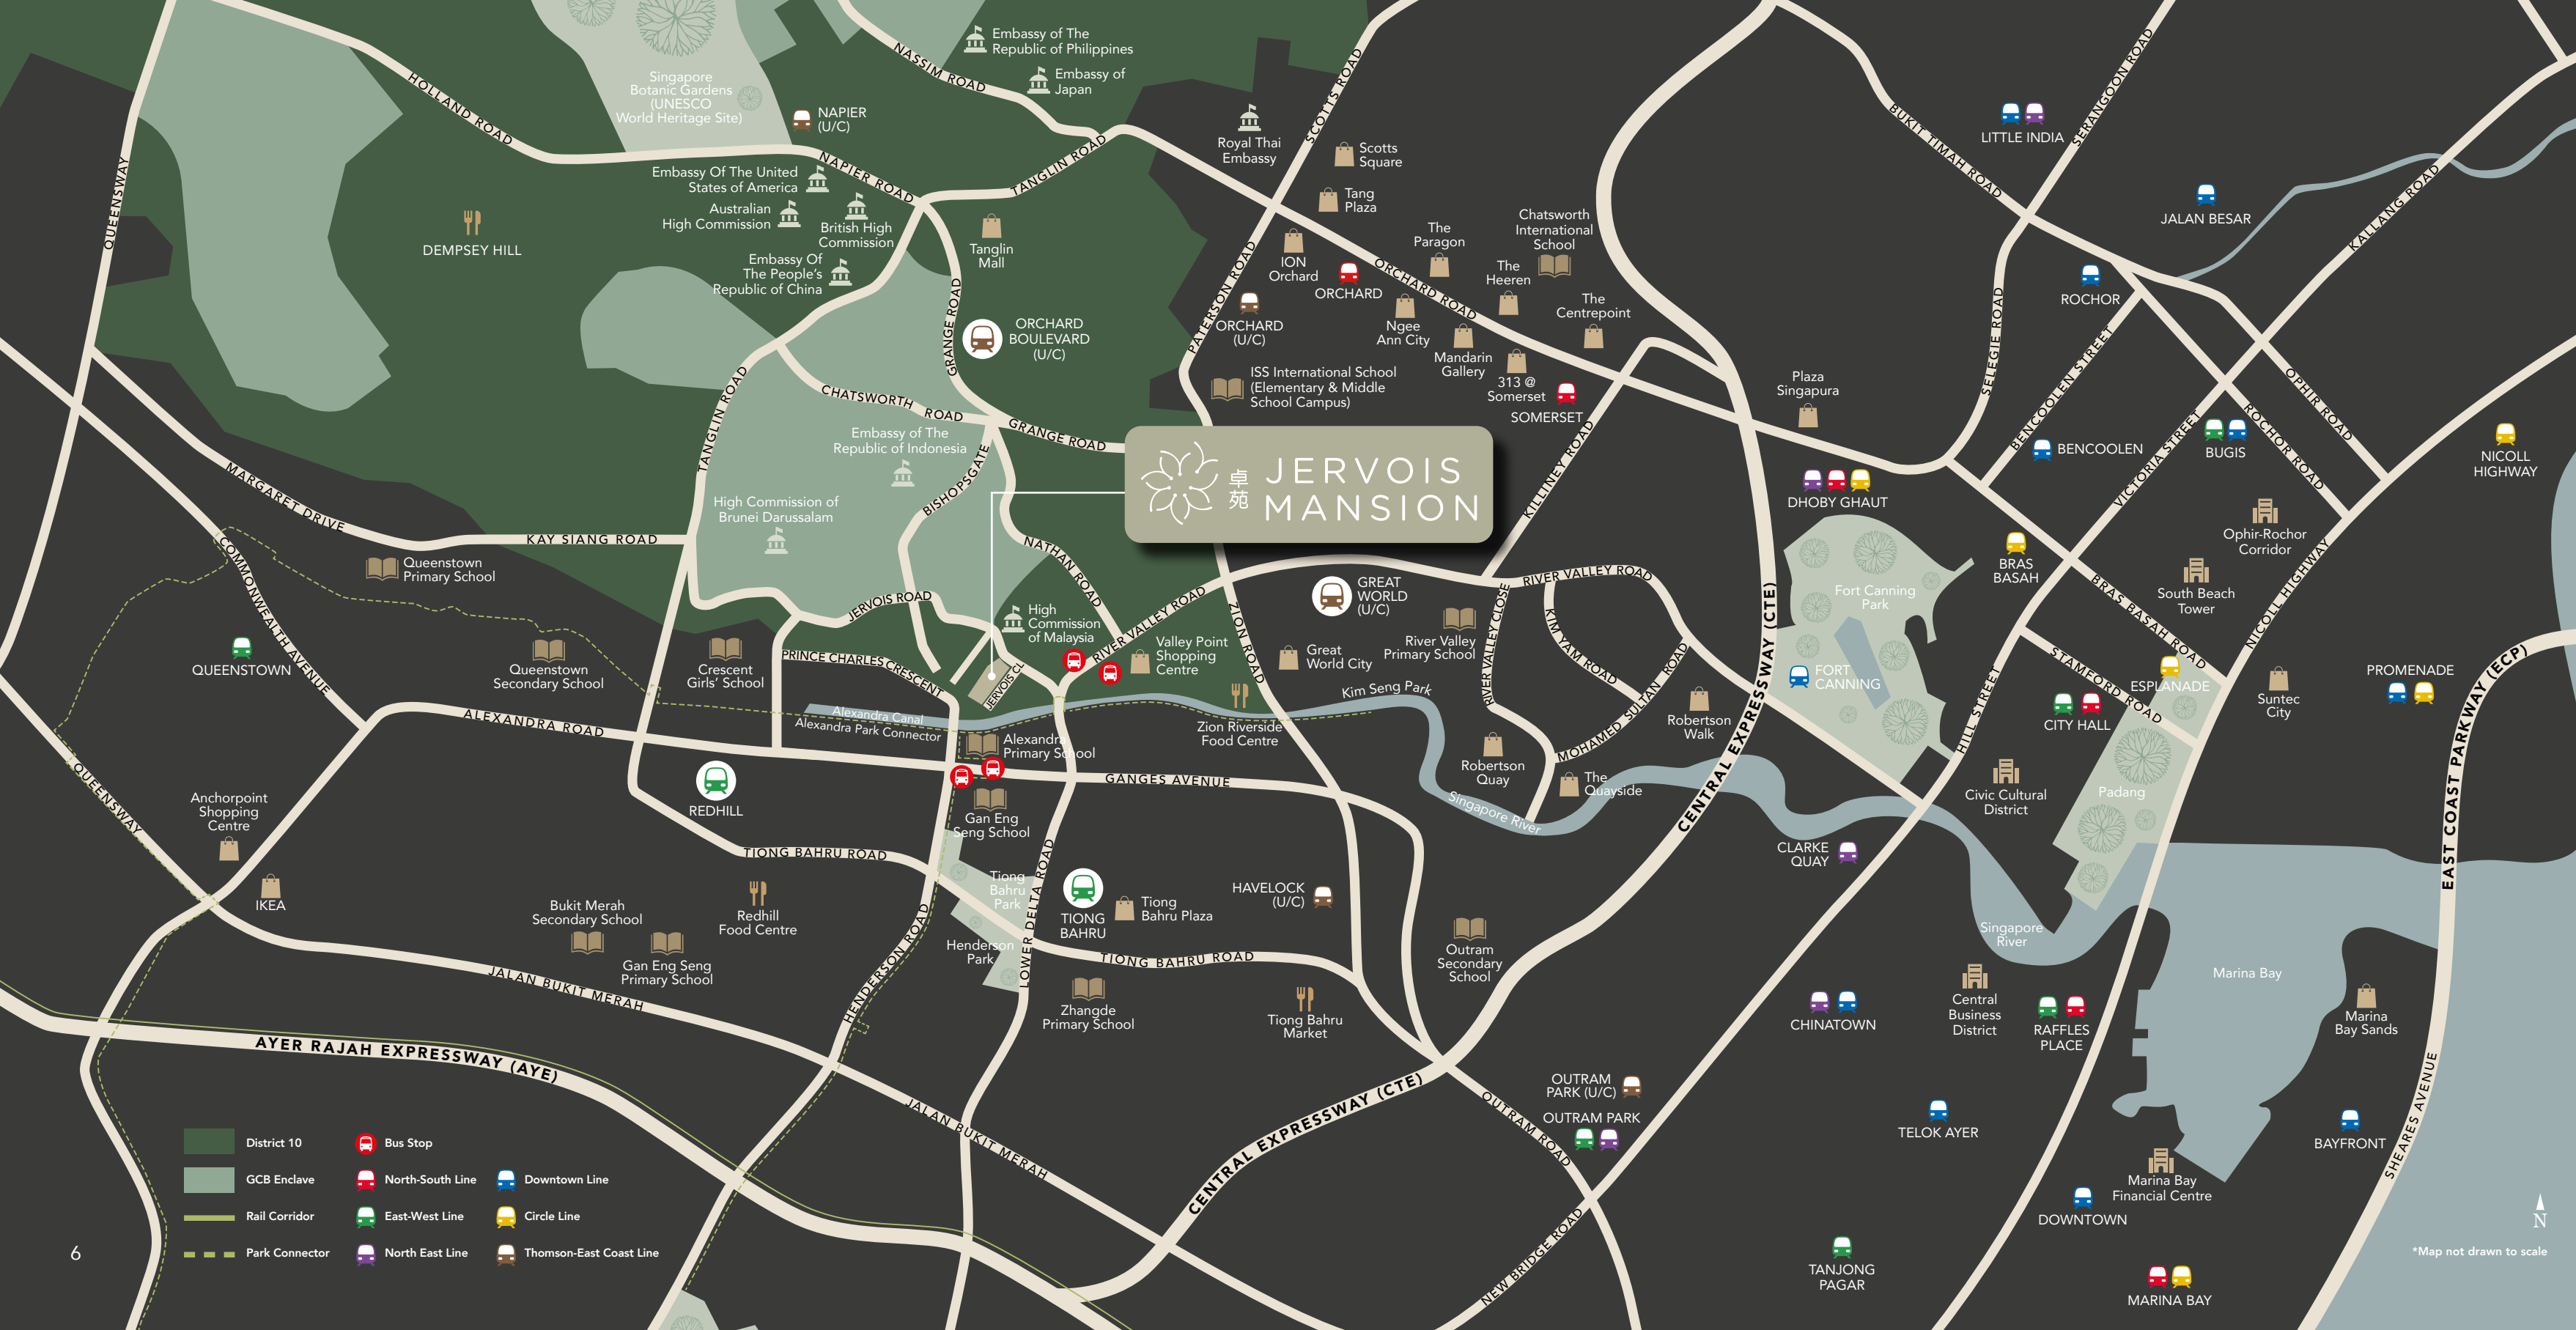 Embassy of The
Republic of Philippines
Embassy of
Japan
NASSIM ROAD
HOLLAND ROAD
Singapore
Botanic Gardens
(UNESCO
World Heritage Site)
NAPIER
(U/C)
NAPIER ROAD
TANGLIN ROAD
Royal Thai
Embassy
SCOTTS ROAD
Scotts
Square
Tang
Plaza
BUKIT TIMAH ROAD
LITTLE INDIA
SERANGOON ROAD
JALAN BESAR
KALLANG ROAD
QUEENSWAY
DEMPSEY HILL
Embassy Of The United
States of America
Australian
High Commission
British High
Commission
Embassy Of
The People's
Republic of China
Tanglin
Mall
GRANGE ROAD
ORCHARD
BOULEVARD
(U/C)
PATERSON ROAD
ION
Orchard
ORCHARD
ORCHARD
(U/C)
ORCHARD ROAD
The
Paragon
Chatsworth
International
School
The
Heeren
The
Centrepoint
Ngee
Ann City
Mandarin
Gallery
313 @
Somerset
SOMERSET
ISS International School
(Elementary & Middle
School Campus)
Plaza
Singapura
SELEGIE ROAD
ROCHOR
BENCOOLEN STREET
BENCOOLEN
VICTORIA STREET
OPHIR ROAD
ROCHOR ROAD
BUGIS
NICOLL
HIGHWAY
TANGLIN ROAD
CHATSWORTH ROAD
GRANGE ROAD
Embassy of The
Republic of Indonesia
BISHOPSGATE
High Commission of
Brunei Darussalam
卓
苑
JERVOIS
MANSION
KILLINEY ROAD
DHOBY GHAUT
BRAS
BASAH
Ophir-Rochor
Corridor
South Beach
Tower
NICOLL HIGHWAY
MARGARET DRIVE
KAY SIANG ROAD
COMMONWEALTH AVENUE
Queenstown
Primary School
NATHAN ROAD
JERVOIS ROAD
High
Commission
of Malaysia
RIVER VALLEY ROAD
Valley Point
Shopping
Centre
ZION ROAD
GREAT
WORLD
(U/C)
Great
World City
River Valley
Primary School
RIVER VALLEY CLOSE
RIVER VALLEY ROAD
KIM YAM ROAD
MOHAMED SULTAN ROAD
CENTRAL EXPRESSWAY (CTE)
Fort Canning
Park
FORT
CANNING
HILL STREET
BRAS BASAH ROAD
STAMFORD ROAD
ESPLANADE
CITY HALL
Suntec
City
PROMENADE
EAST COAST PARKWAY (ECP)
QUEENSTOWN
Queenstown
Secondary School
Crescent
Girls' School
PRINCE CHARLES CRESCENT
JERVOIS CL
Alexandra Canal
Alexandra Park Connector
Alexandra
Primary School
Zion Riverside
Food Centre
Kim Seng Park
Robertson
Walk
Robertson
Quay
The
Quayside
Singapore River
ALEXANDRA ROAD
GANGES AVENUE
REDHILL
QUEENSWAY
Anchorpoint
Shopping
Centre
IKEA
Gan Eng
Seng School
TIONG BAHRU ROAD
Tiong
Bahru
Park
Henderson
Park
LOWER DELTA ROAD
HENDERSON ROAD
TIONG
BAHRU
Tiong
Bahru Plaza
HAVELOCK
(U/C)
CENTRAL EXPRESSWAY (CTE)
CLARKE
QUAY
Civic Cultural
District
Padang
Singapore
River
Marina Bay
Bukit Merah
Secondary School
Gan Eng Seng
Primary School
Redhill
Food Centre
JALAN BUKIT MERAH
TIONG BAHRU ROAD
Zhangde
Primary School
Tiong Bahru
Market
Outram
Secondary
School
CHINATOWN
Central
Business
District
RAFFLES
PLACE
Marina
Bay Sands
AYER RAJAH EXPRESSWAY (AYE)
JALAN BUKIT MERAH
CENTRAL EXPRESSWAY (CTE)
OUTRAM
PARK (U/C)
OUTRAM PARK
OUTRAM ROAD
NEW BRIDGE ROAD
TELOK AYER
BAYFRONT
SHEARES AVENUE
Marina Bay
Financial Centre
DOWNTOWN
TANJONG
PAGAR
MARINA BAY
District 10
Bus Stop
GCB Enclave
North-South Line
Downtown Line
Rail Corridor
East-West Line
Circle Line
Park Connector
North East Line
Thomson-East Coast Line
6
N
*Map not drawn to scale